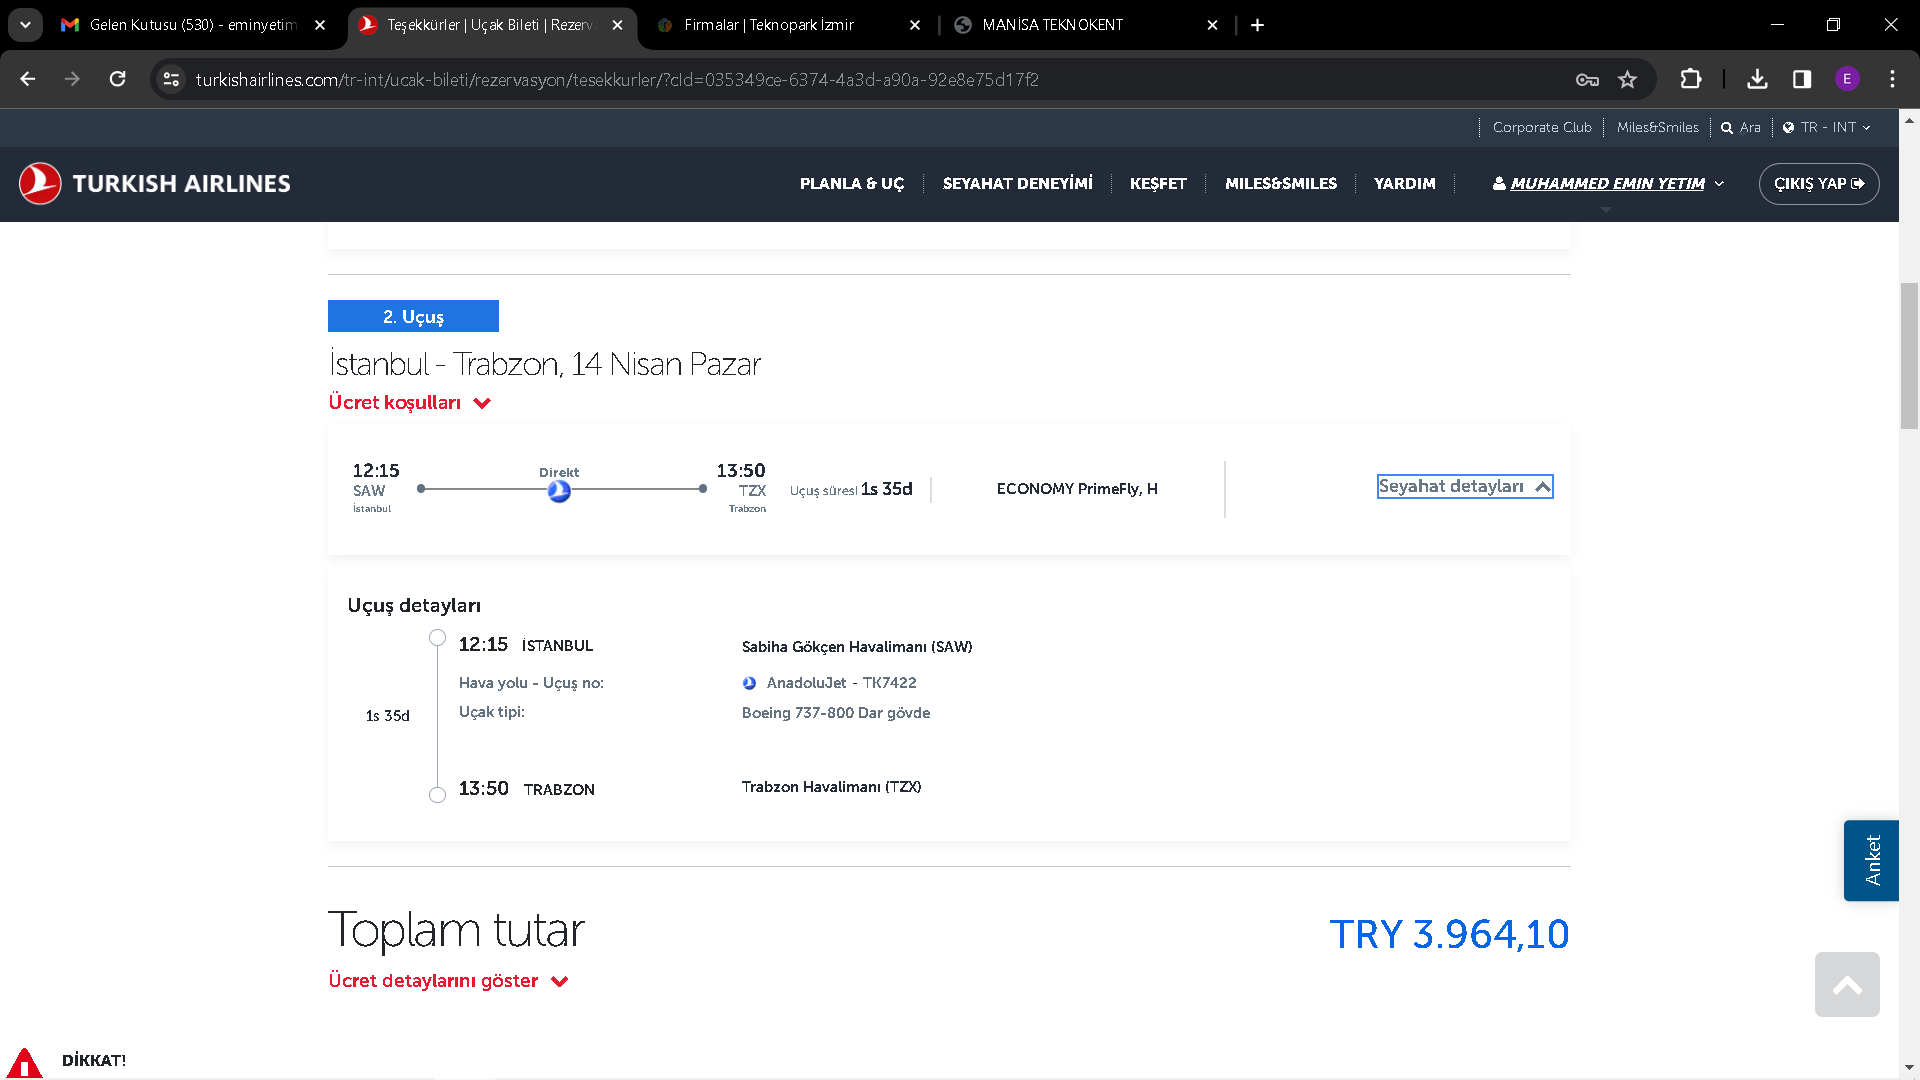 Gelen Kutusu (530) - eminyetim
Teşekkürler | Uçak Bileti | Rezerv
Firmalar | Teknopark İzmir
MANİSA TEKNOKENT
turkishairlines.com/tr-int/ucak-bileti/rezervasyon/tesekkurler/?cId=035349ce-6374-4a3d-a90a-92e8e75d17f2
E
Corporate Club
Miles&Smiles
Ara
TR - INT
TURKISH AIRLINES
PLANLA & UÇ
SEYAHAT DENEYİMİ
KEŞFET
MILES&SMILES
YARDIM
MUHAMMED EMIN YETIM
ÇIKIŞ YAP
2. Uçuş
İstanbul - Trabzon, 14 Nisan Pazar
Ücret koşulları
12:15
SAW
İstanbul
Direkt
13:50
TZX
Trabzon
Uçuş süresi 1s 35d
ECONOMY PrimeFly, H
Seyahat detayları
Uçuş detayları
12:15 İSTANBUL
Sabiha Gökçen Havalimanı (SAW)
Hava yolu - Uçuş no:
AnadoluJet - TK7422
Uçak tipi:
Boeing 737-800 Dar gövde
1s 35d
13:50 TRABZON
Trabzon Havalimanı (TZX)
Anket
Toplam tutar
TRY 3.964,10
Ücret detaylarını göster
DİKKAT!